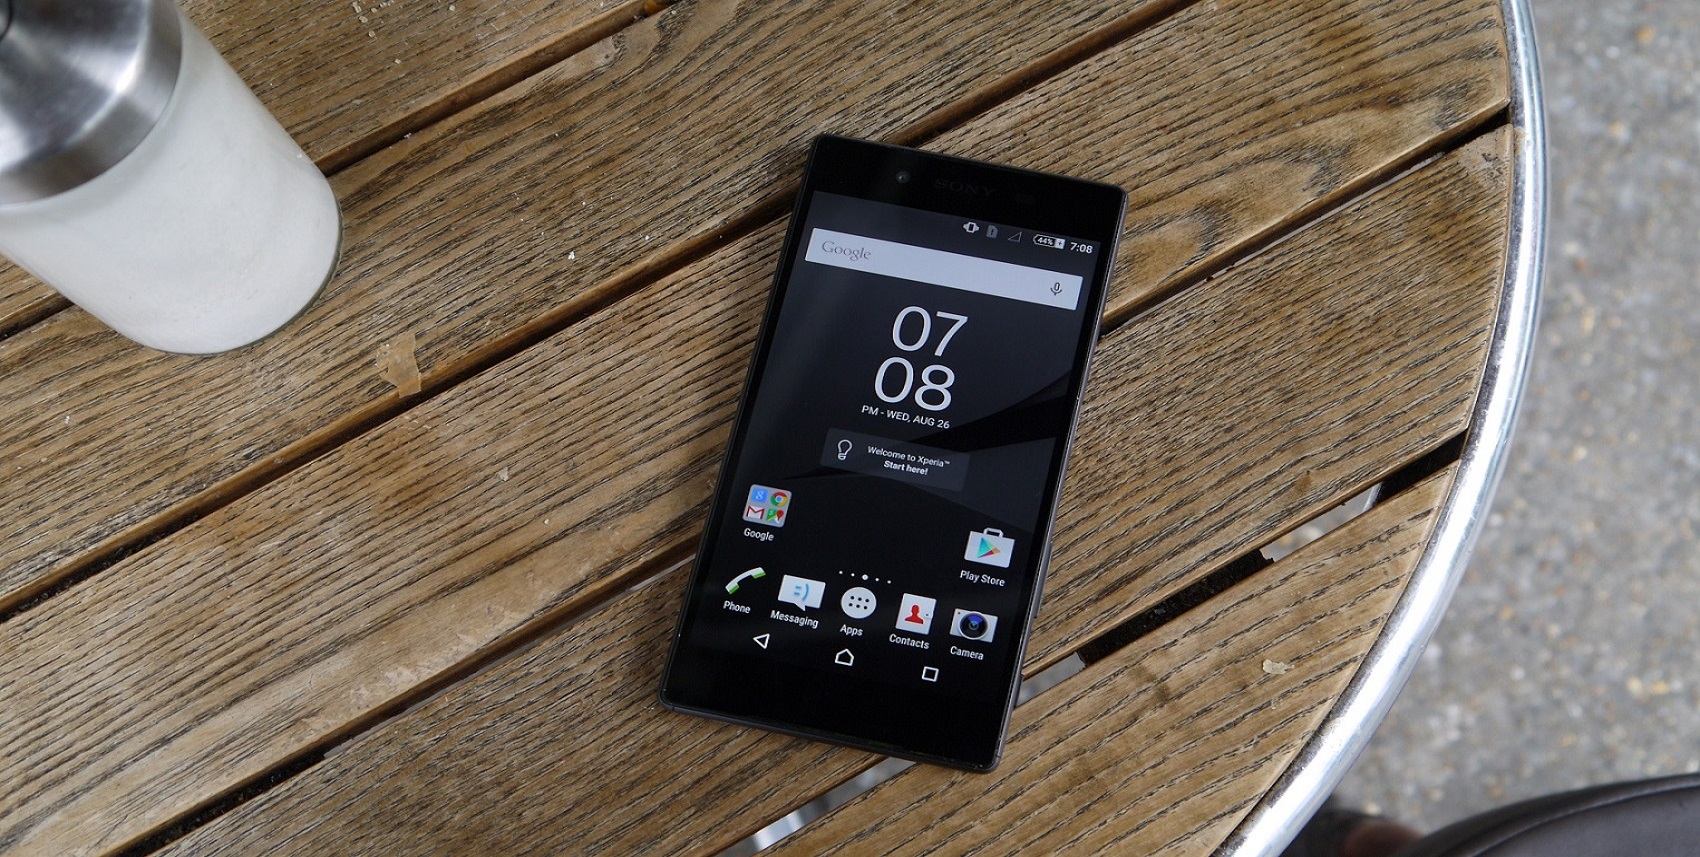 SONY
44% 7:08
Google
07
08
PM - WED, AUG 26
Welcome to Xperia™
Start here!
Google
Play Store
Phone
Messaging
Apps
Contacts
Camera